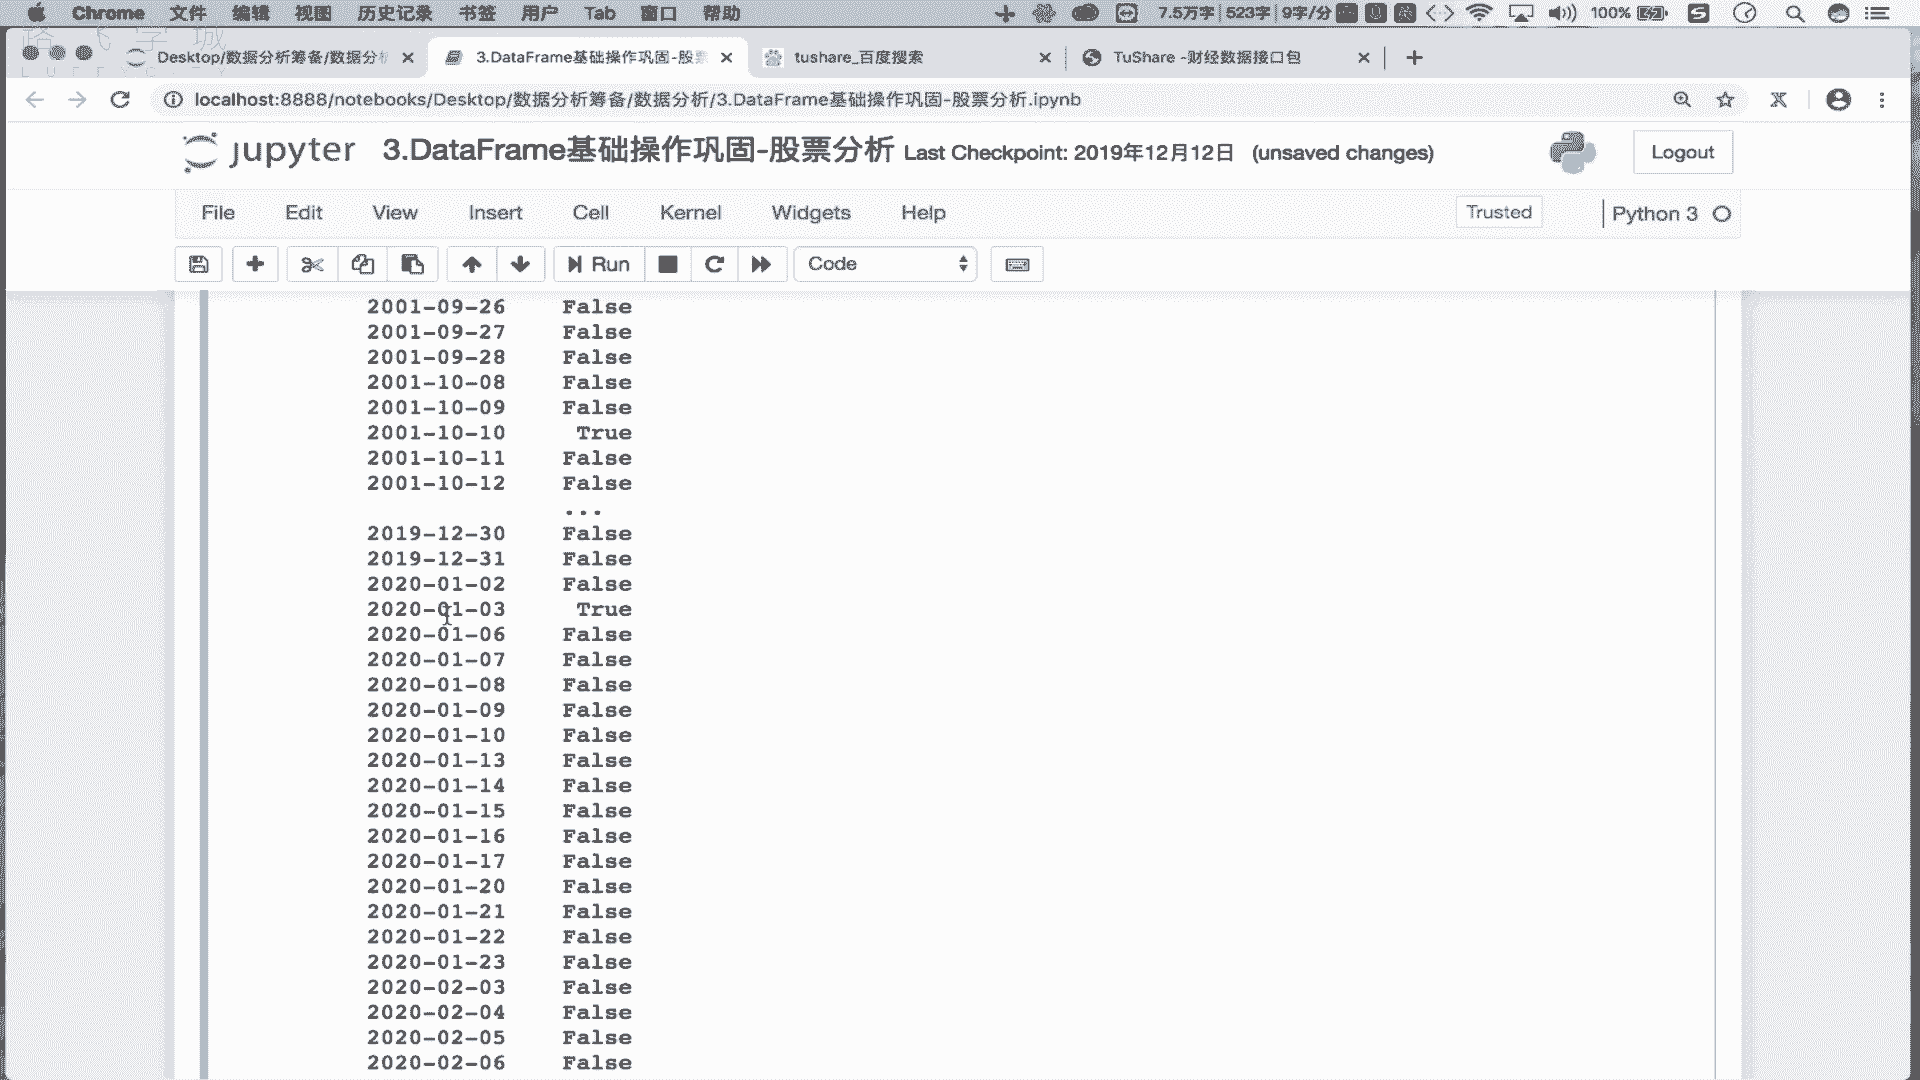 Chrome 文件 编辑 视图 历史记录 书签 用户 Tab 窗口 帮助 7.5万字 523字 9字/分 100%
Desktop/数据分析筹备/数据分析 3.DataFrame基础操作巩固-股票 tushare_百度搜索 TuShare -财经数据接口包
localhost:8888/notebooks/Desktop/数据分析筹备/数据分析/3.DataFrame基础操作巩固-股票分析.ipynb
jupyter 3.DataFrame基础操作巩固-股票分析 Last Checkpoint: 2019年12月12日 (unsaved changes) Logout
File Edit View Insert Cell Kernel Widgets Help Trusted Python 3
Run Code
2001-09-26 False
2001-09-27 False
2001-09-28 False
2001-10-08 False
2001-10-09 False
2001-10-10 True
2001-10-11 False
2001-10-12 False
...
2019-12-30 False
2019-12-31 False
2020-01-02 False
2020-01-03 True
2020-01-06 False
2020-01-07 False
2020-01-08 False
2020-01-09 False
2020-01-10 False
2020-01-13 False
2020-01-14 False
2020-01-15 False
2020-01-16 False
2020-01-17 False
2020-01-20 False
2020-01-21 False
2020-01-22 False
2020-01-23 False
2020-02-03 False
2020-02-04 False
2020-02-05 False
2020-02-06 False